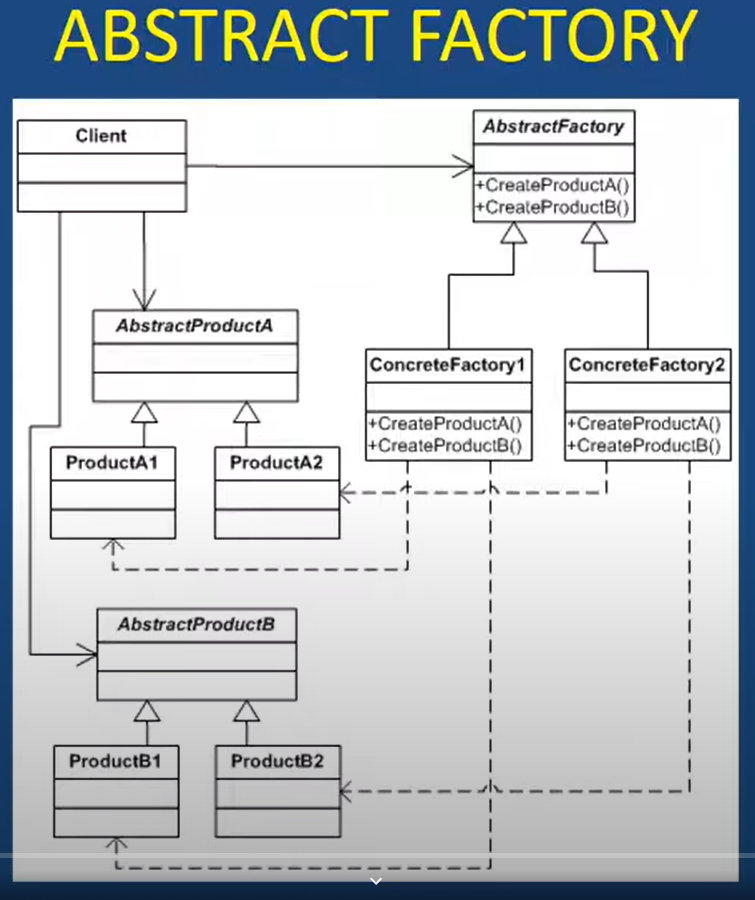 ABSTRACT FACTORY
Client
AbstractFactory
+CreateProductA()
+CreateProductB()
AbstractProductA
ConcreteFactory1
+CreateProductA()
+CreateProductB()
ConcreteFactory2
+CreateProductA()
+CreateProductB()
ProductA1
ProductA2
AbstractProductB
ProductB1
ProductB2